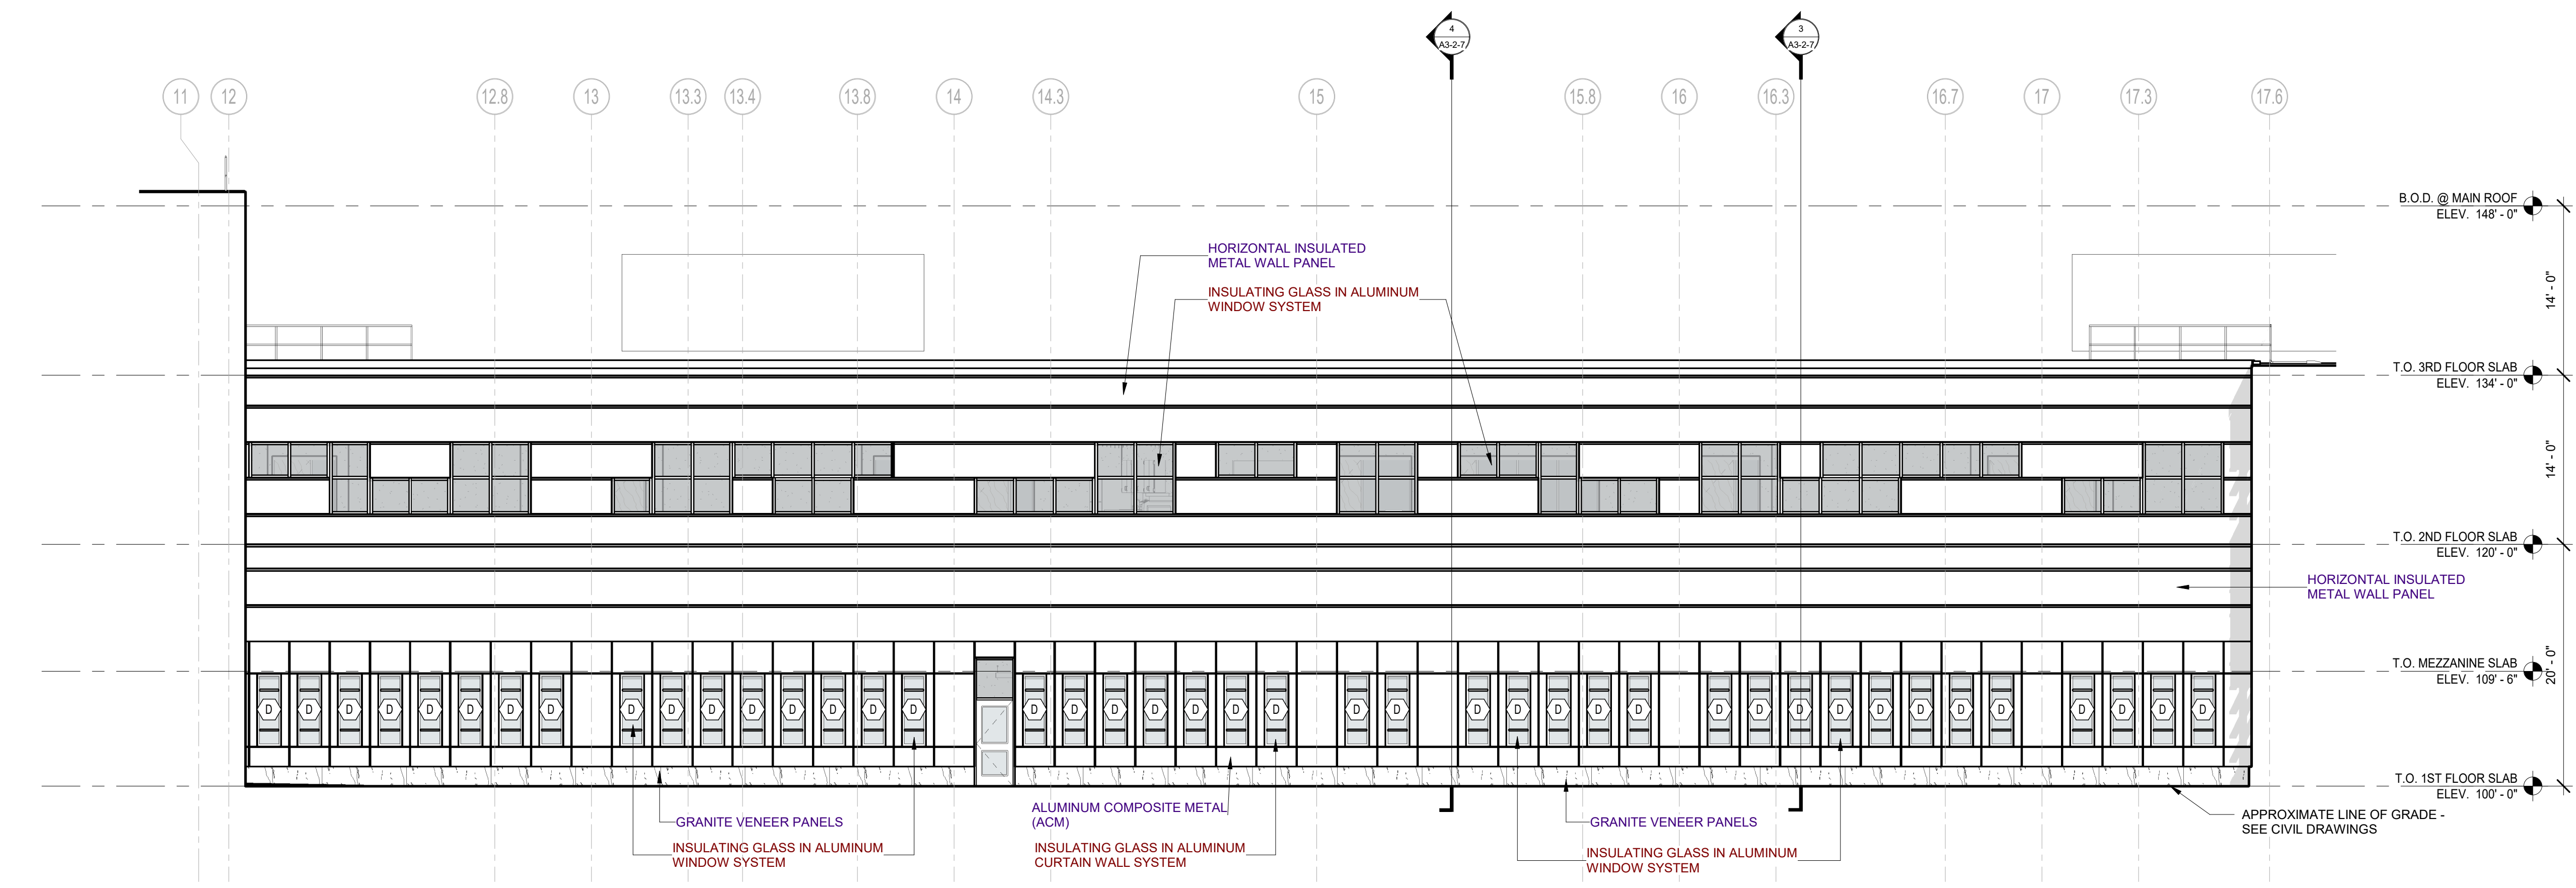 4
A3-2-7
3
A3-2-7
11 12 12.8 13 13.3 13.4 13.8 14 14.3 15 15.8 16 16.3 16.7 17 17.3 17.6
B.O.D. @ MAIN ROOF
ELEV. 148' - 0"
HORIZONTAL INSULATED
METAL WALL PANEL
INSULATING GLASS IN ALUMINUM
WINDOW SYSTEM
14' - 0"
T.O. 3RD FLOOR SLAB
ELEV. 134' - 0"
14' - 0"
T.O. 2ND FLOOR SLAB
ELEV. 120' - 0"
HORIZONTAL INSULATED
METAL WALL PANEL
T.O. MEZZANINE SLAB
ELEV. 109' - 6"
20' - 0"
D D D D D D D D D D D D D D D D D D D D D D D D D D D D D D D D D D D D D D D D D D
T.O. 1ST FLOOR SLAB
ELEV. 100' - 0"
APPROXIMATE LINE OF GRADE -
SEE CIVIL DRAWINGS
GRANITE VENEER PANELS
INSULATING GLASS IN ALUMINUM
WINDOW SYSTEM
ALUMINUM COMPOSITE METAL
(ACM)
INSULATING GLASS IN ALUMINUM
CURTAIN WALL SYSTEM
GRANITE VENEER PANELS
INSULATING GLASS IN ALUMINUM
WINDOW SYSTEM